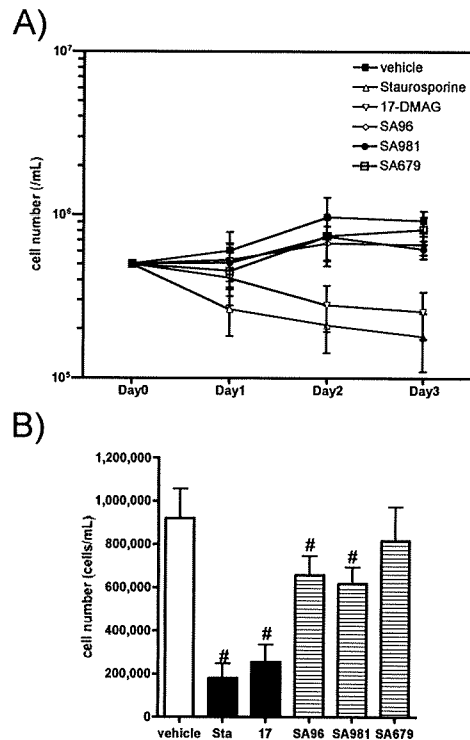 A)
10⁷
vehicle
Staurosporine
17-DMAG
SA96
SA981
SA679
cell number (/mL)
10⁶
10⁵
Day0 Day1 Day2 Day3
B)
1,200,000
1,000,000
800,000
600,000
400,000
200,000
0
cell number (cells/mL)
# # # #
vehicle Sta 17 SA96 SA981 SA679